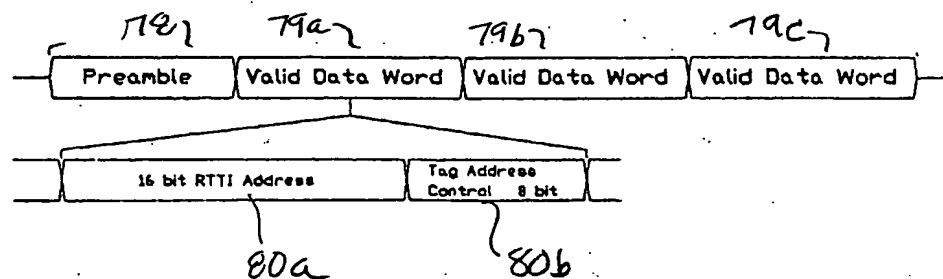 78 79a 79b 79c
Preamble Valid Data Word Valid Data Word Valid Data Word
16 bit RTTI Address Tag Address
Control 8 bit
80a 80b